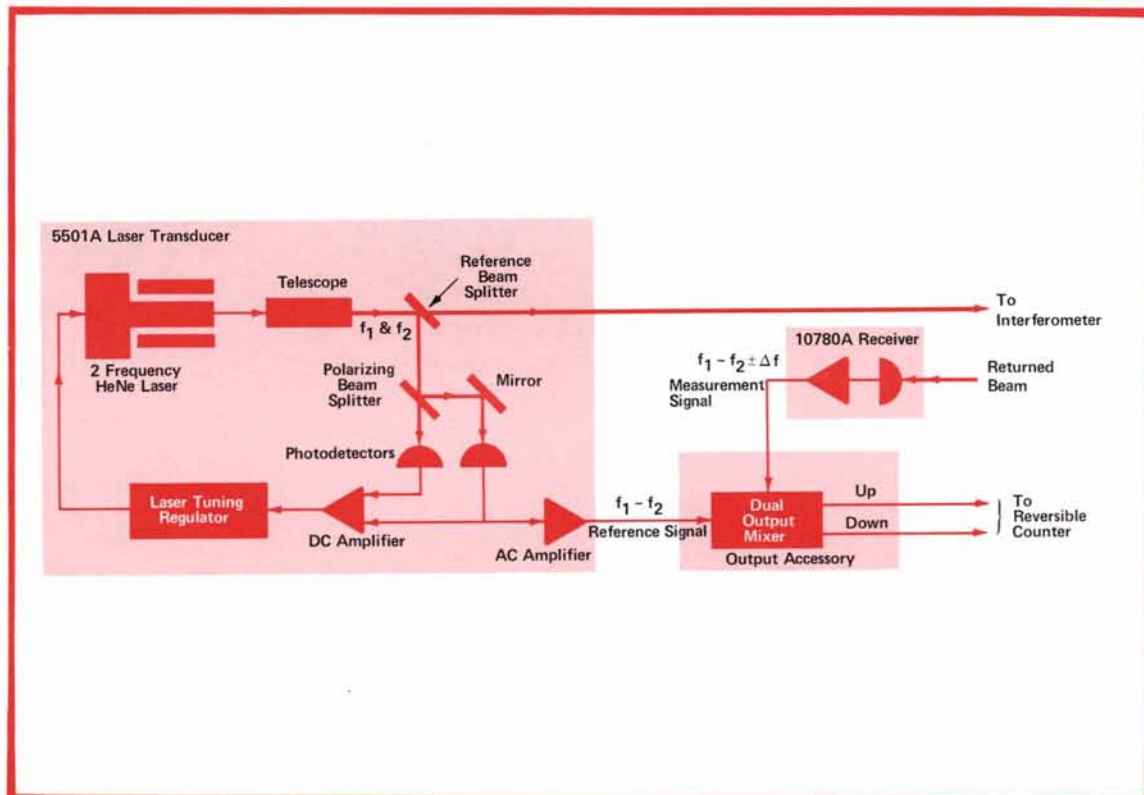 5501A Laser Transducer
2 Frequency
HeNe Laser
Telescope
f₁ & f₂
Reference
Beam
Splitter
To
Interferometer
Polarizing
Beam
Splitter
Mirror
Photodetectors
Laser Tuning
Regulator
DC Amplifier
AC Amplifier
f₁ – f₂
Reference Signal
10780A Receiver
f₁ – f₂ ± Δf
Measurement
Signal
Returned
Beam
Dual
Output
Mixer
Output Accessory
Up
Down
To
Reversible
Counter